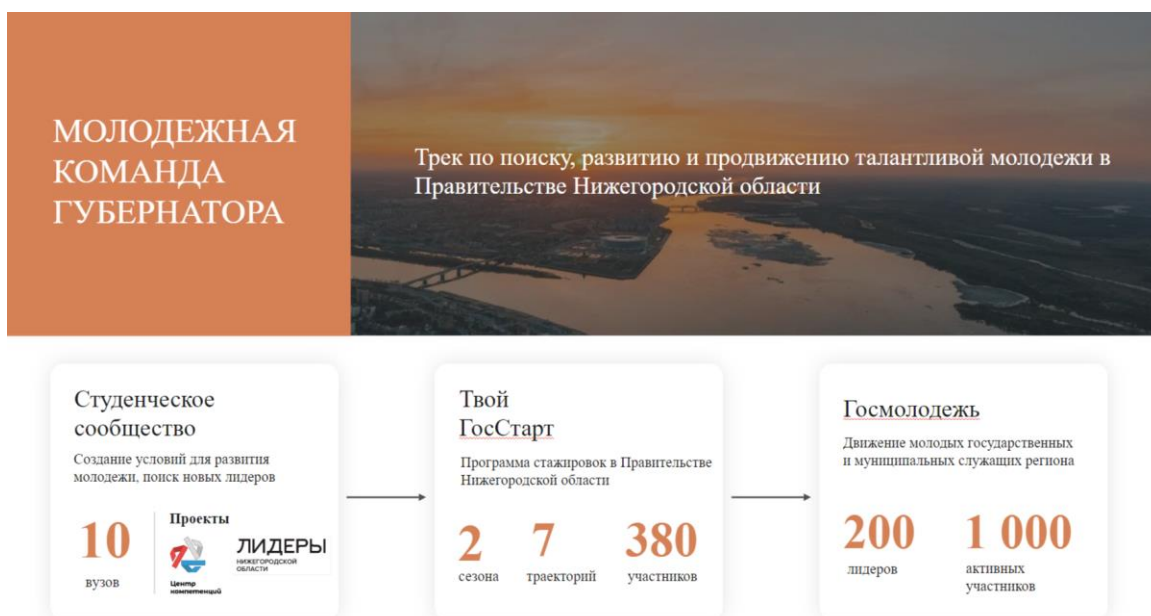 МОЛОДЕЖНАЯ
КОМАНДА
ГУБЕРНАТОРА
Трек по поиску, развитию и продвижению талантливой молодежи в
Правительстве Нижегородской области
Студенческое
сообщество
Создание условий для развития
молодежи, поиск новых лидеров
10
вузов
Проекты
Центр
компетенций
ЛИДЕРЫ
НИЖЕГОРОДСКОЙ
ОБЛАСТИ
Твой
ГосСтарт
Программа стажировок в Правительстве
Нижегородской области
2
сезона
7
траекторий
380
участников
Госмолодежь
Движение молодых государственных
и муниципальных служащих региона
200
лидеров
1 000
активных
участников